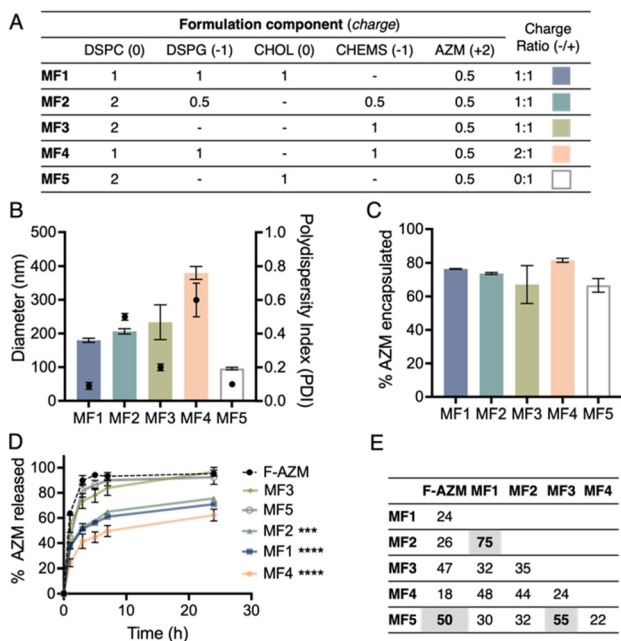 A
Formulation component (charge)
Charge
Ratio (-/+)
DSPC (0) DSPG (-1) CHOL (0) CHEMS (-1) AZM (+2)
MF1 1 1 1 - 0.5 1:1
MF2 2 0.5 - 0.5 0.5 1:1
MF3 2 - - 1 0.5 1:1
MF4 1 1 - 1 0.5 2:1
MF5 2 - 1 - 0.5 0:1
B
Diameter (nm)
500
400
300
200
100
0
MF1 MF2 MF3 MF4 MF5
1.0
0.8
0.6
0.4
0.2
0.0
Polydispersity Index (PDI)
C
% AZM encapsulated
100
80
60
40
20
0
MF1 MF2 MF3 MF4 MF5
D
% AZM released
100
80
60
40
20
0
0 10 20 30
Time (h)
F-AZM
MF3
MF5
MF2 ***
MF1 ****
MF4 ****
E
F-AZM MF1 MF2 MF3 MF4
MF1 24
MF2 26 75
MF3 47 32 35
MF4 18 48 44 24
MF5 50 30 32 55 22